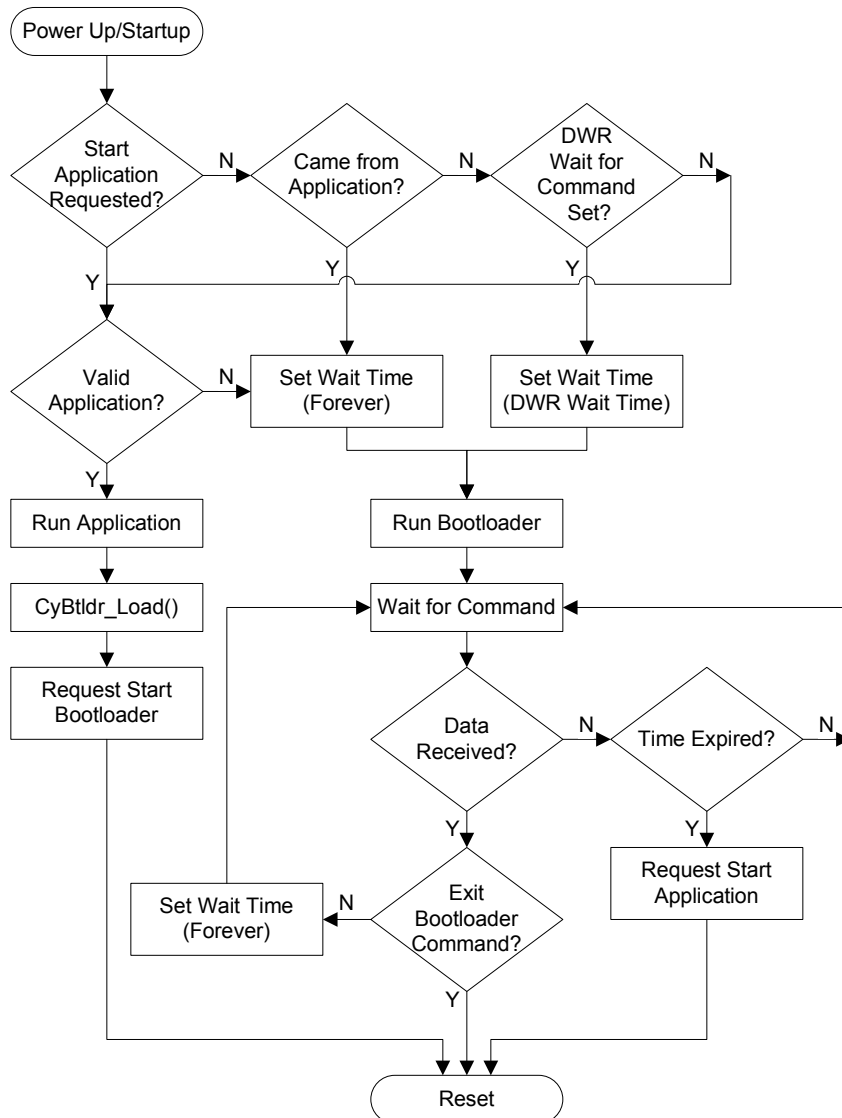 Power Up/Startup
Start
Application
Requested?
N
Came from
Application?
N
DWR
Wait for
Command
Set?
N
Y
Y
Y
Valid
Application?
N
Set Wait Time
(Forever)
Set Wait Time
(DWR Wait Time)
Y
Run Application
Run Bootloader
CyBtldr_Load()
Wait for Command
Request Start
Bootloader
Data
Received?
N
Time Expired?
N
Y
Y
Set Wait Time
(Forever)
N
Exit
Bootloader
Command?
Request Start
Application
Y
Reset